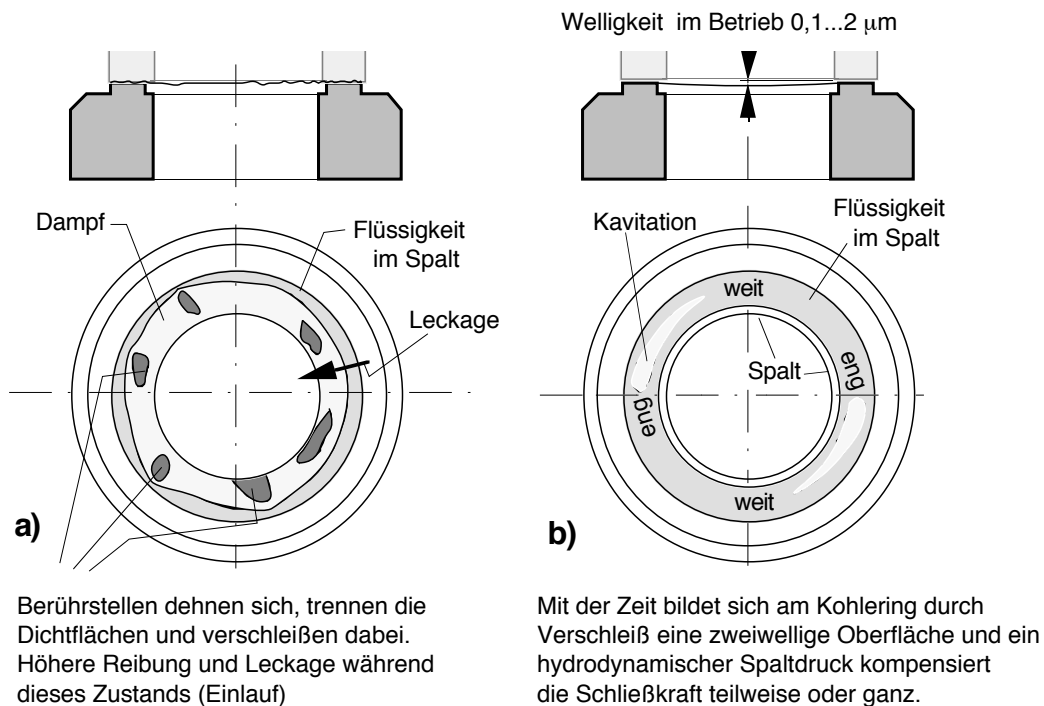 Welligkeit im Betrieb 0,1...2 µm
Dampf
Flüssigkeit
im Spalt
Leckage
a)
Berührstellen dehnen sich, trennen die
Dichtflächen und verschleißen dabei.
Höhere Reibung und Leckage während
dieses Zustands (Einlauf)
Kavitation
Flüssigkeit
im Spalt
weit
Spalt
eng
eng
weit
b)
Mit der Zeit bildet sich am Kohlering durch
Verschleiß eine zweiwellige Oberfläche und ein
hydrodynamischer Spaltdruck kompensiert
die Schließkraft teilweise oder ganz.